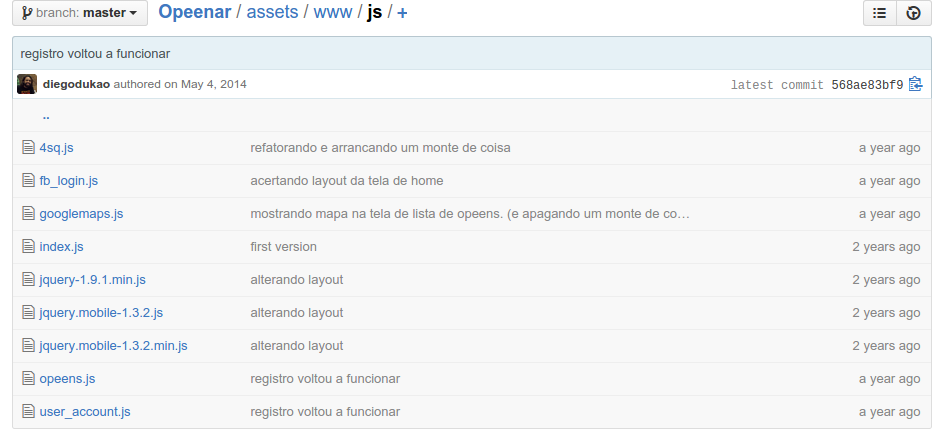 branch: master Opeenar / assets / www / js / +
registro voltou a funcionar
diegodukao authored on May 4, 2014 latest commit 568ae83bf9
..
4sq.js refatorando e arrancando um monte de coisa a year ago
fb_login.js acertando layout da tela de home a year ago
googlemaps.js mostrando mapa na tela de lista de opeens. (e apagando um monte de co… a year ago
index.js first version 2 years ago
jquery-1.9.1.min.js alterando layout 2 years ago
jquery.mobile-1.3.2.js alterando layout 2 years ago
jquery.mobile-1.3.2.min.js alterando layout 2 years ago
opeens.js registro voltou a funcionar a year ago
user_account.js registro voltou a funcionar a year ago